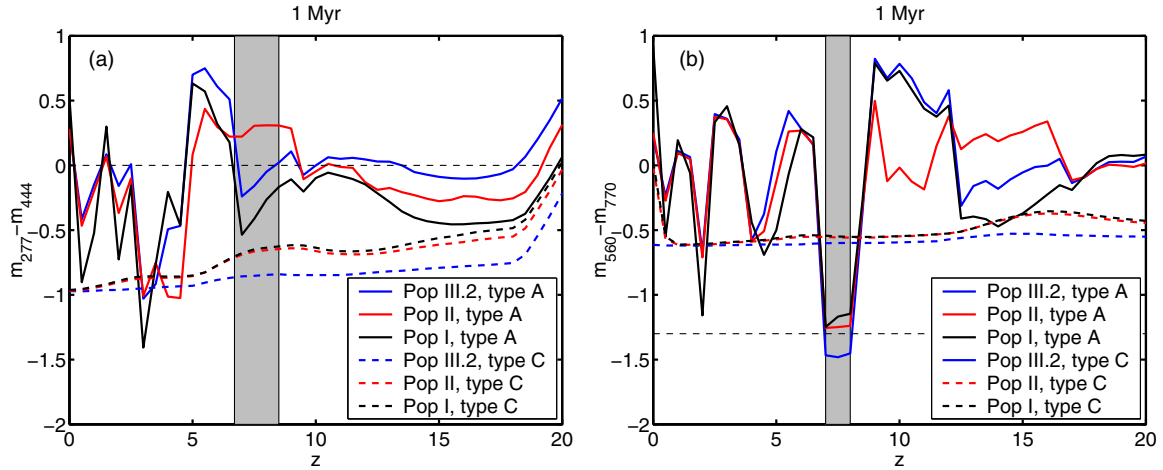 1 Myr
(a)
1
0.5
0
−0.5
−1
−1.5
−2
0
5
10
15
20
z
m277−m444
Pop III.2, type A
Pop II, type A
Pop I, type A
Pop III.2, type C
Pop II, type C
Pop I, type C
1 Myr
(b)
1
0.5
0
−0.5
−1
−1.5
−2
0
5
10
15
20
z
m560−m770
Pop III.2, type A
Pop II, type A
Pop I, type A
Pop III.2, type C
Pop II, type C
Pop I, type C